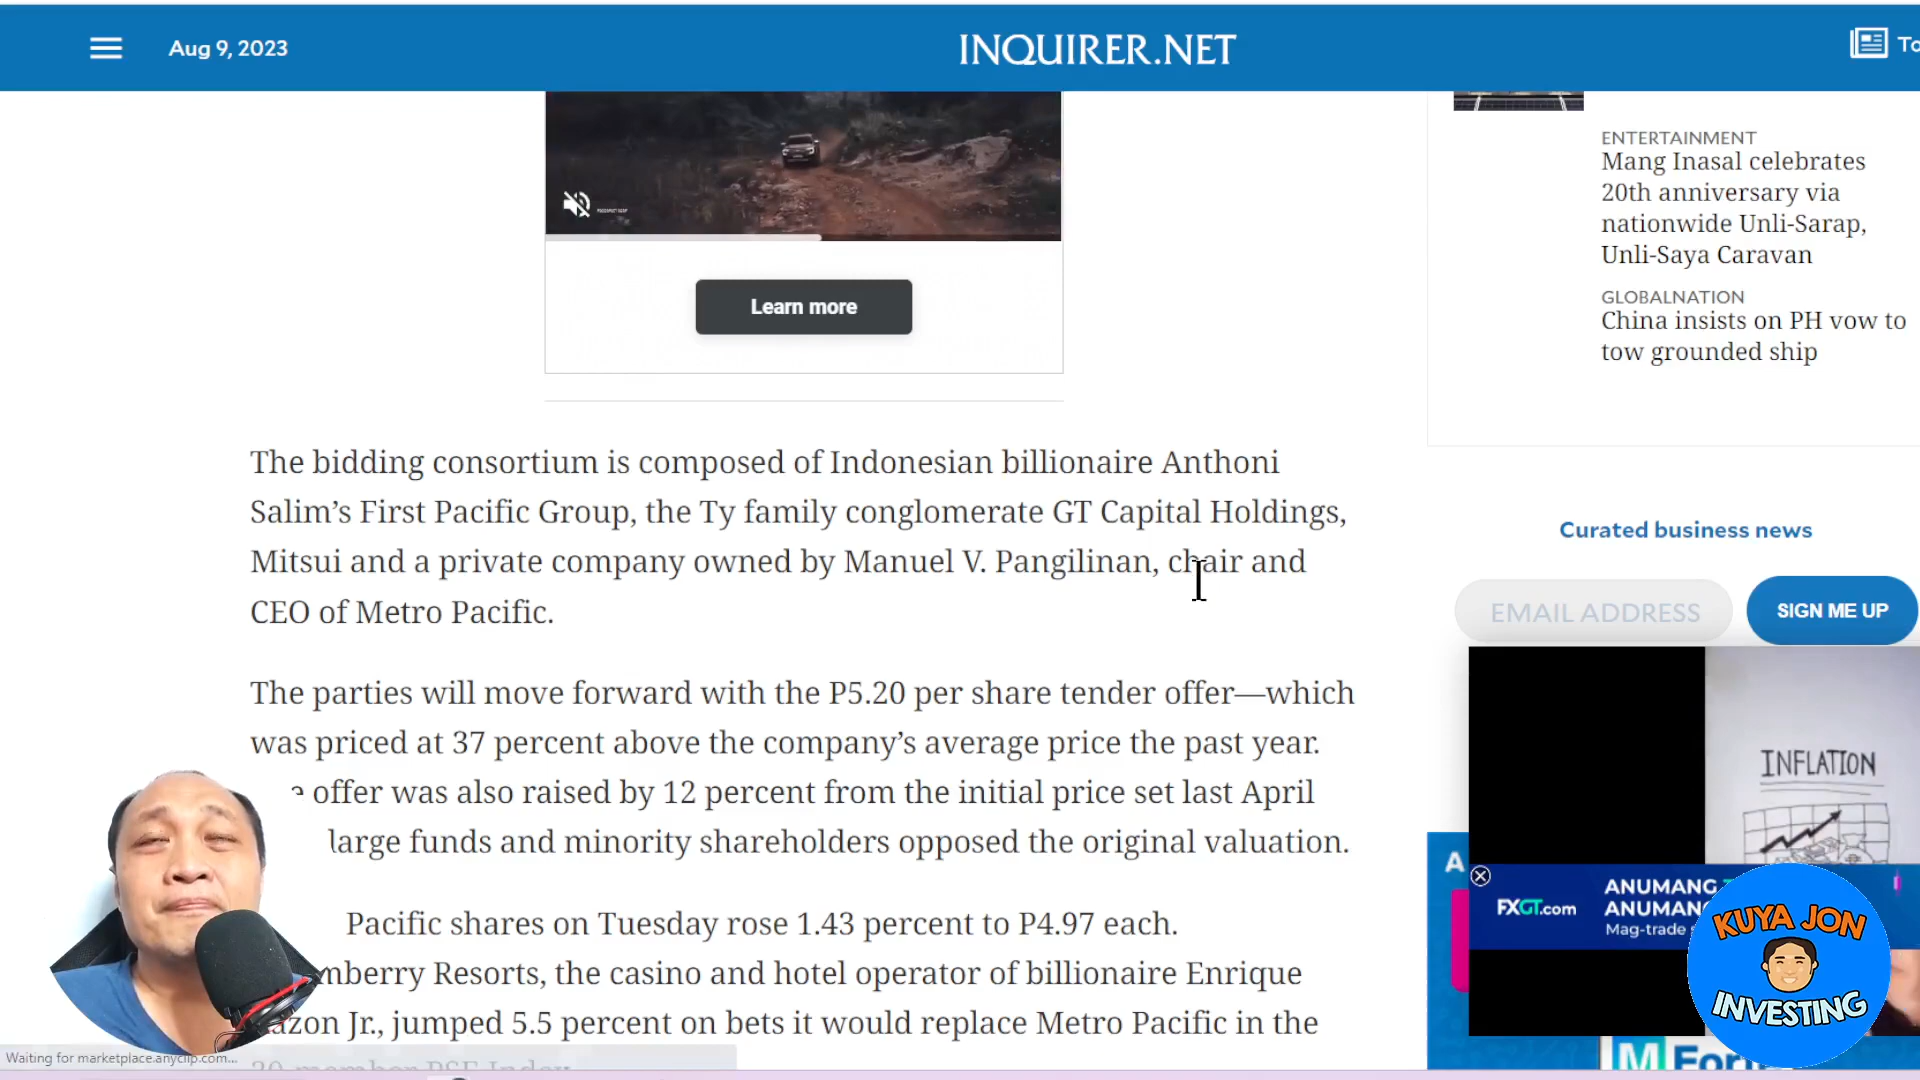 Aug 9, 2023
INQUIRER.NET
To
ENTERTAINMENT
Mang Inasal celebrates
20th anniversary via
nationwide Unli-Sarap,
Unli-Saya Caravan
GLOBALNATION
China insists on PH vow to
tow grounded ship
Learn more
The bidding consortium is composed of Indonesian billionaire Anthoni
Salim’s First Pacific Group, the Ty family conglomerate GT Capital Holdings,
Mitsui and a private company owned by Manuel V. Pangilinan, chair and
CEO of Metro Pacific.
The parties will move forward with the P5.20 per share tender offer—which
was priced at 37 percent above the company’s average price the past year.
offer was also raised by 12 percent from the initial price set last April
large funds and minority shareholders opposed the original valuation.
Pacific shares on Tuesday rose 1.43 percent to P4.97 each.
mberry Resorts, the casino and hotel operator of billionaire Enrique
azon Jr., jumped 5.5 percent on bets it would replace Metro Pacific in the
30-member PSE Index
Curated business news
EMAIL ADDRESS
SIGN ME UP
INFLATION
A
FXGT.com
ANUMANG
ANUMANG
Mag-trade
KUYA JON
INVESTING
M For
Waiting for marketplace.anyclip.com...